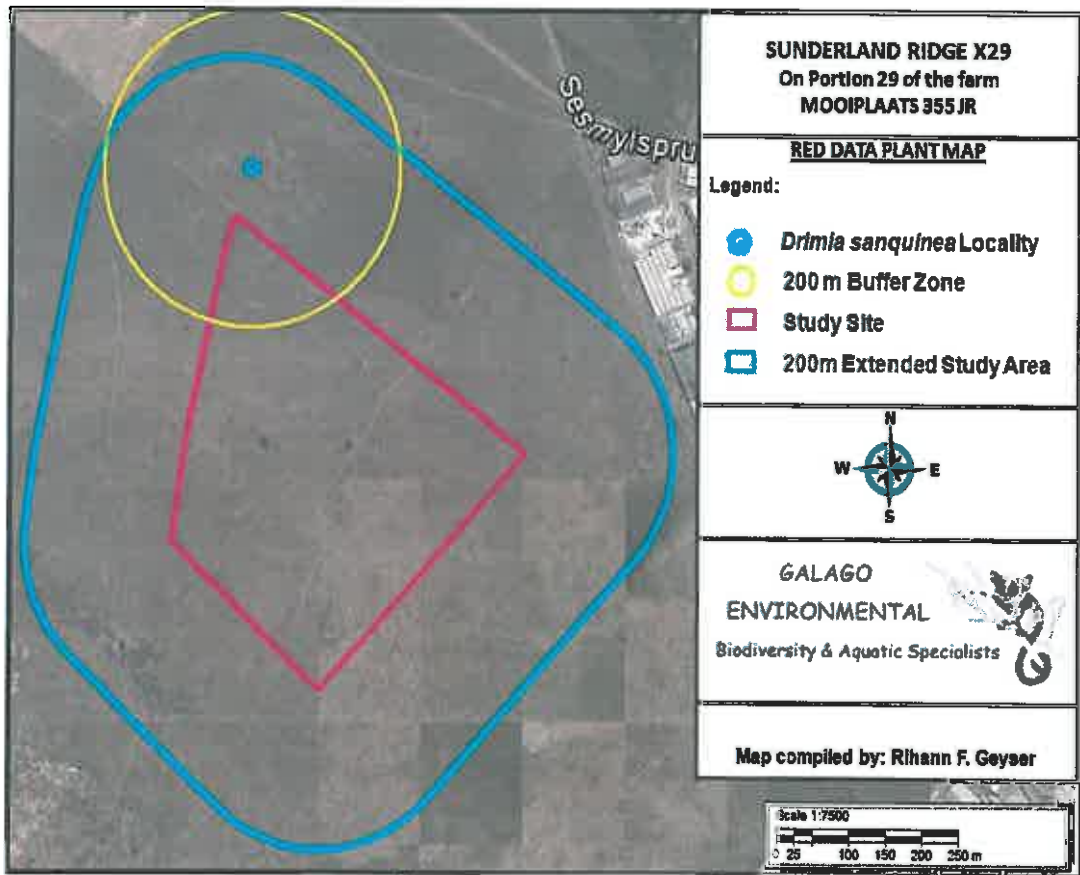 SUNDERLAND RIDGE X29
On Portion 29 of the farm
MOOIPLAATS 355 JR
RED DATA PLANT MAP
Legend:
Drimia sanquinea Locality
200 m Buffer Zone
Study Site
200m Extended Study Area
Sesmylspru
N
W E
S
GALAGO
ENVIRONMENTAL
Biodiversity & Aquatic Specialists
Map compiled by: Rihann F. Geyser
Scale 1:7500
0 25 100 150 200 250 m